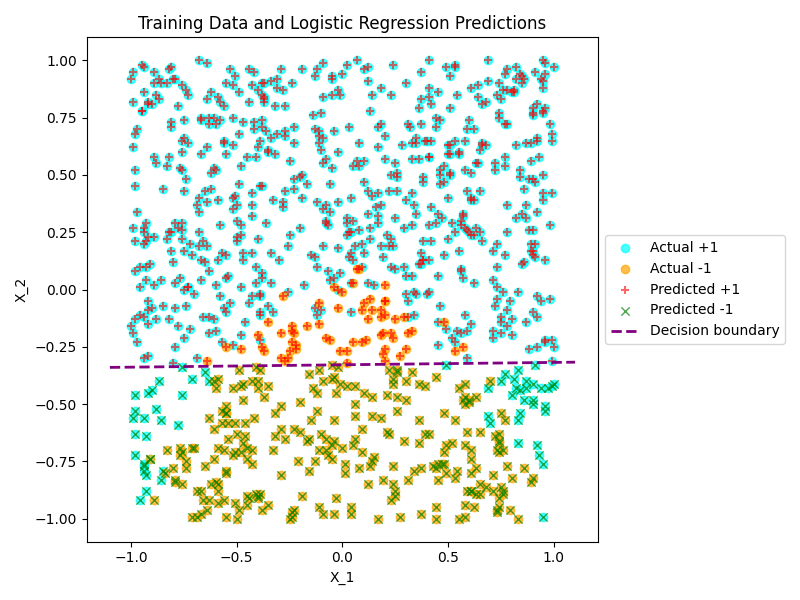 Training Data and Logistic Regression Predictions
1.00
0.75
0.50
0.25
0.00
−0.25
−0.50
−0.75
−1.00
X_2
−1.0
−0.5
0.0
0.5
1.0
X_1
Actual +1
Actual -1
Predicted +1
Predicted -1
Decision boundary